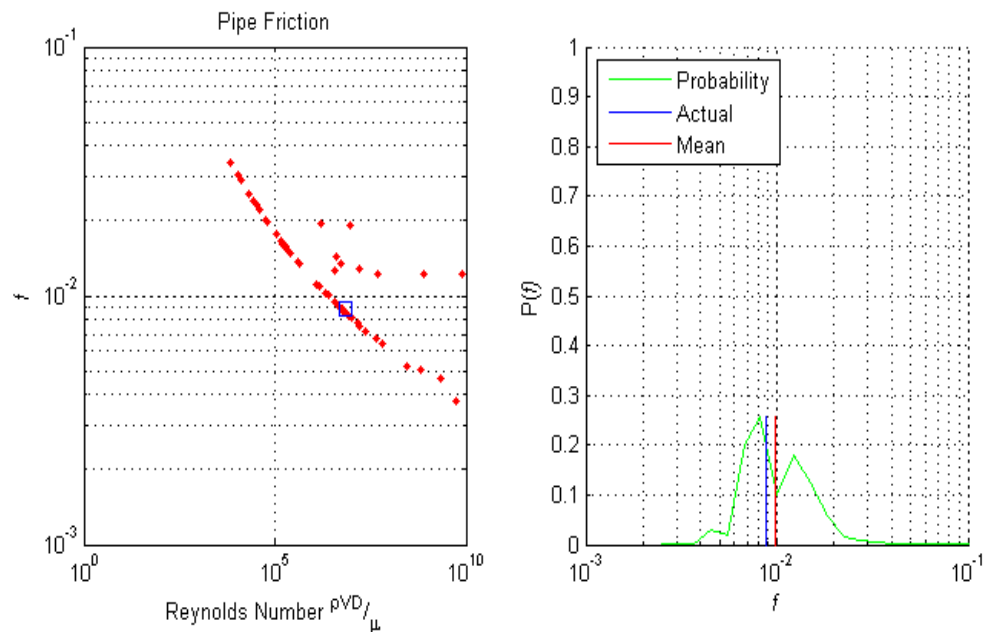 Pipe Friction
10^-1
10^-2
10^-3
f
10^0
10^5
10^10
Reynolds Number ρVD/μ
1
0.9
0.8
0.7
0.6
0.5
0.4
0.3
0.2
0.1
0
P(f)
Probability
Actual
Mean
10^-3
10^-2
10^-1
f